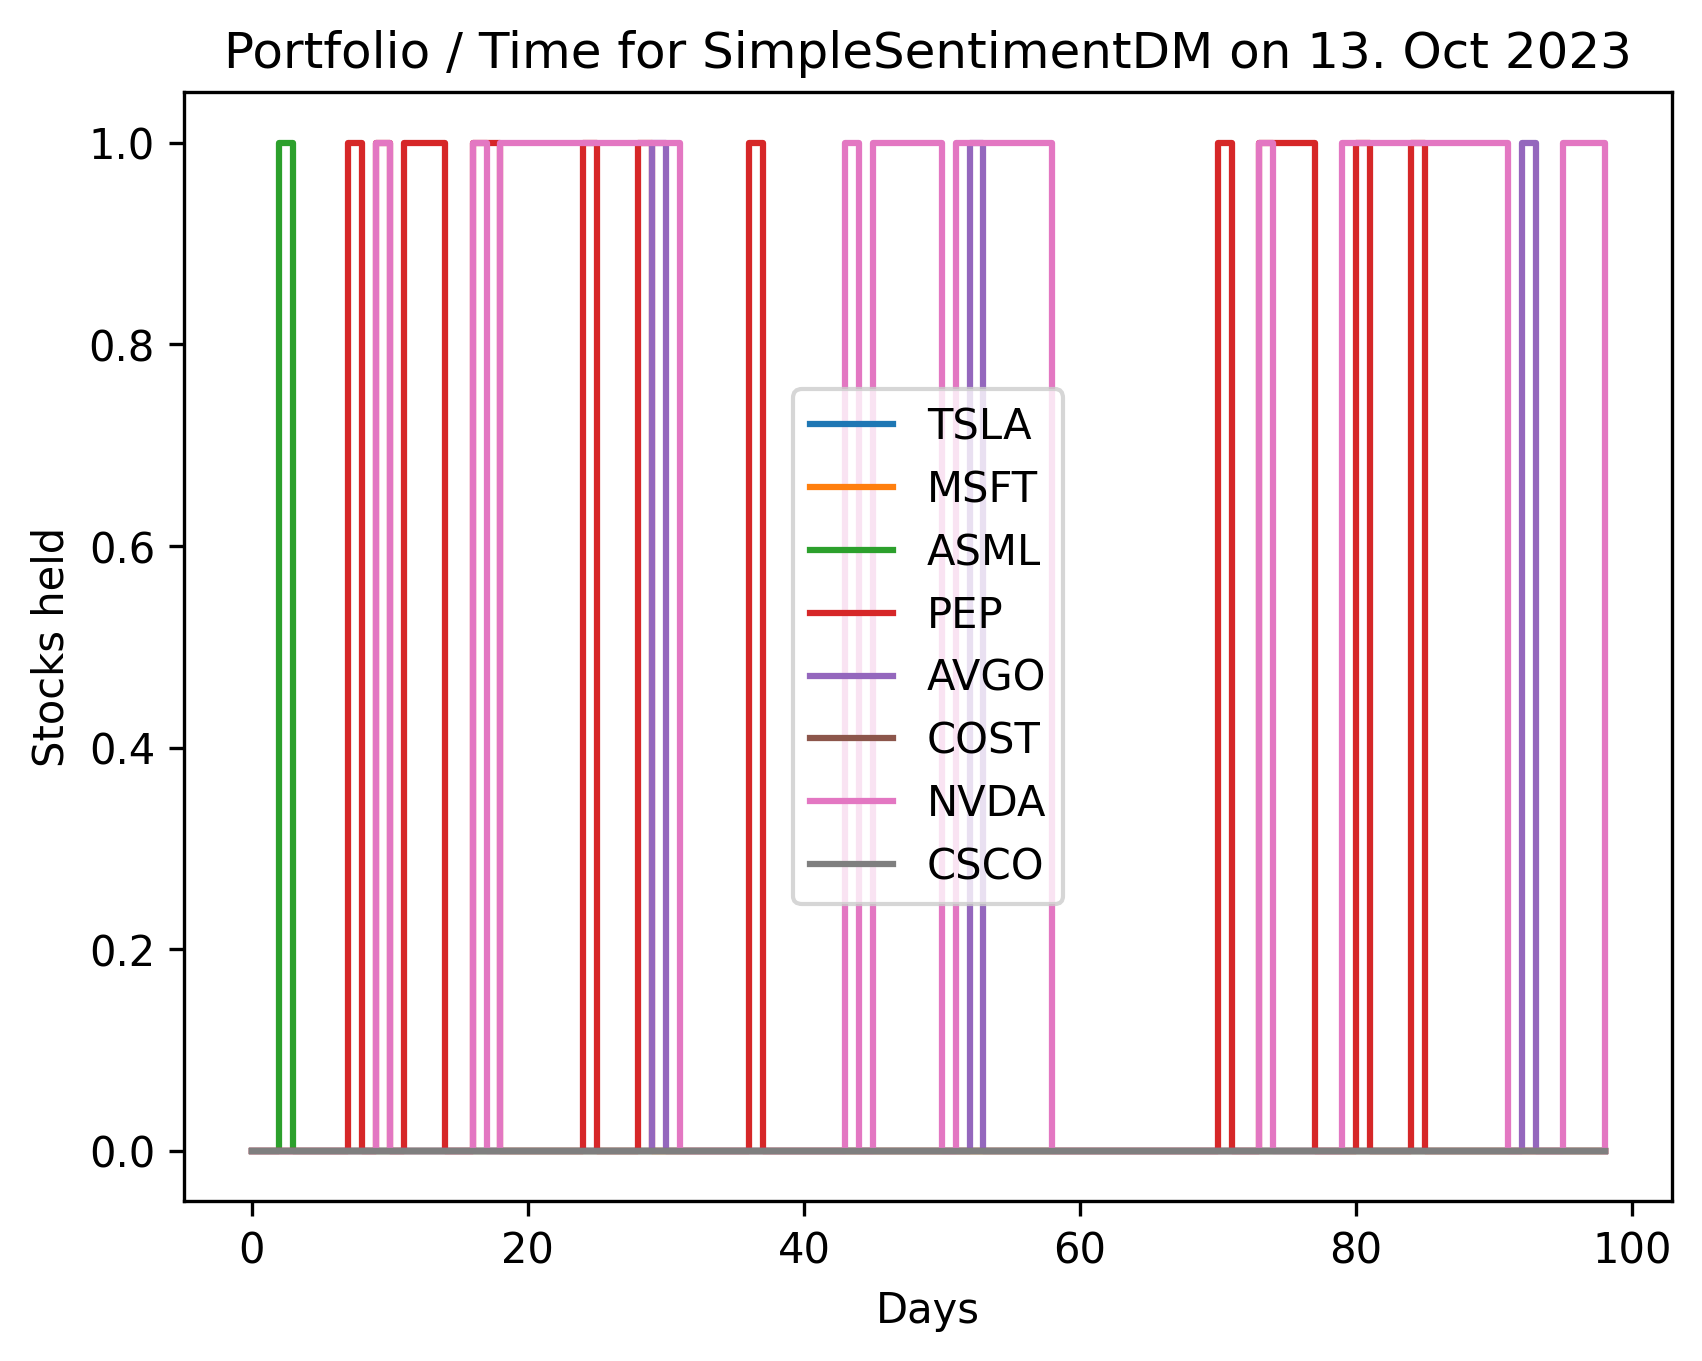 Portfolio / Time for SimpleSentimentDM on 13. Oct 2023
1.0
0.8
0.6
0.4
0.2
0.0
Stocks held
TSLA
MSFT
ASML
PEP
AVGO
COST
NVDA
CSCO
0 20 40 60 80 100
Days